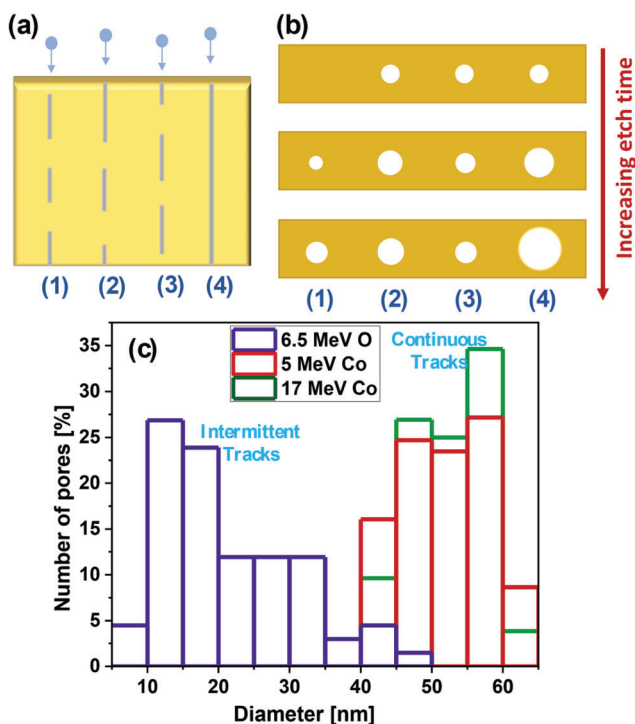 (a)
(b)
Increasing etch time
(1) (2) (3) (4)
(1) (2) (3) (4)
(c)
6.5 MeV O
5 MeV Co
17 MeV Co
Continuous
Tracks
Intermittent
Tracks
Number of pores [%]
35
30
25
20
15
10
5
0
10 20 30 40 50 60
Diameter [nm]